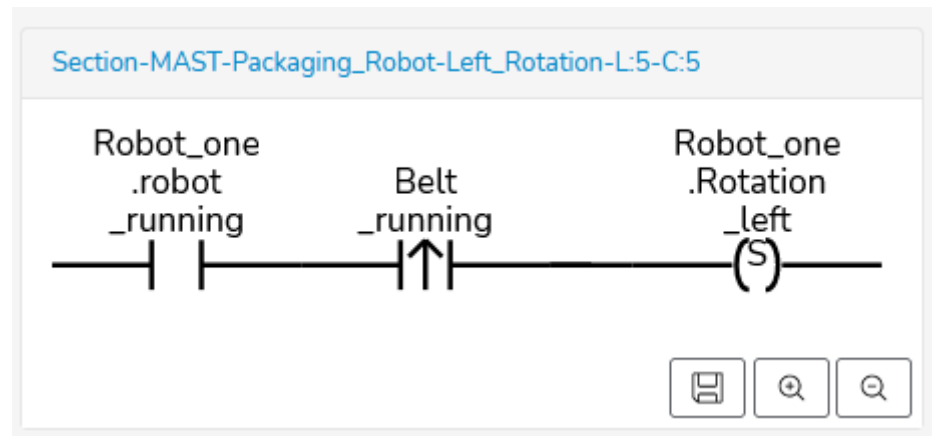 Section-MAST-Packaging_Robot-Left_Rotation-L:5-C:5
Robot_one
.robot
_running
Belt
_running
Robot_one
.Rotation
_left
S